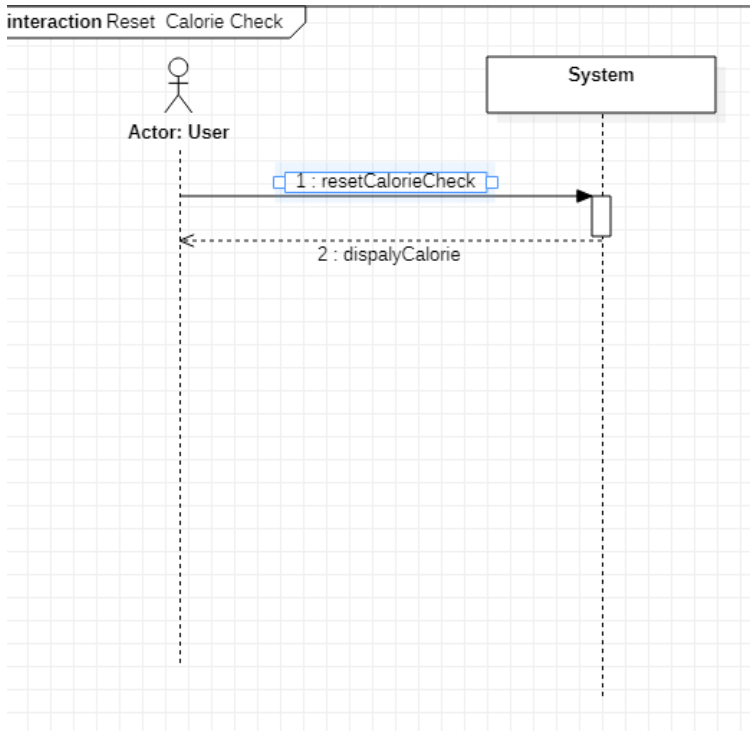 interaction Reset Calorie Check
System
Actor: User
1 : resetCalorieCheck
2 : dispalyCalorie